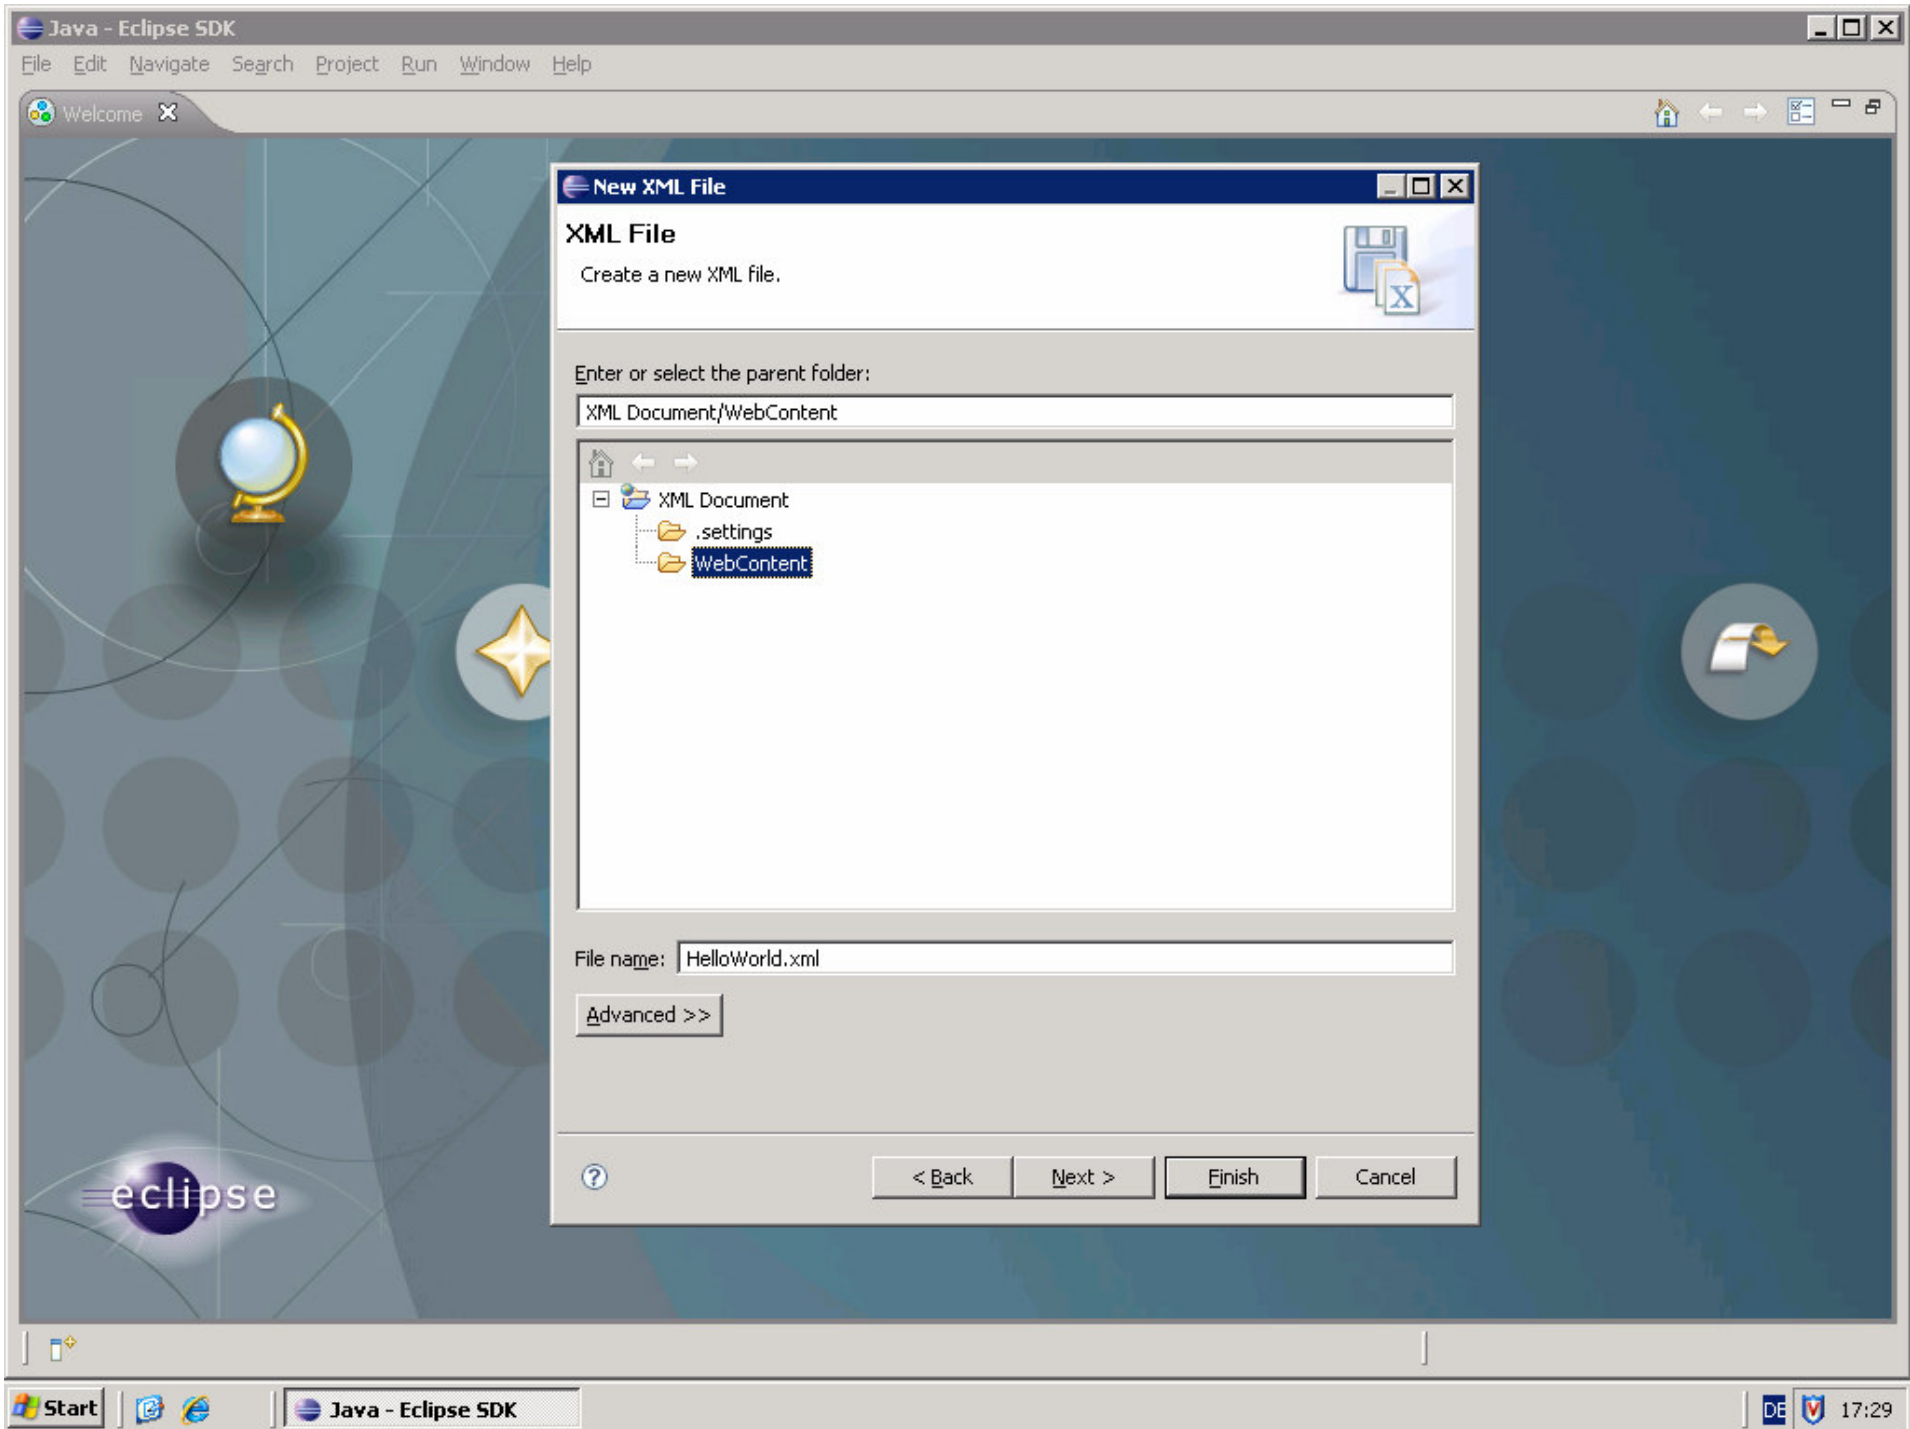 Java - Eclipse SDK
File Edit Navigate Search Project Run Window Help
Welcome
New XML File
XML File
Create a new XML file.
X
Enter or select the parent folder:
XML Document/WebContent
XML Document
.settings
WebContent
File name: HelloWorld.xml
Advanced >>
? < Back Next > Finish Cancel
eclipse
Start Java - Eclipse SDK DE V 17:29